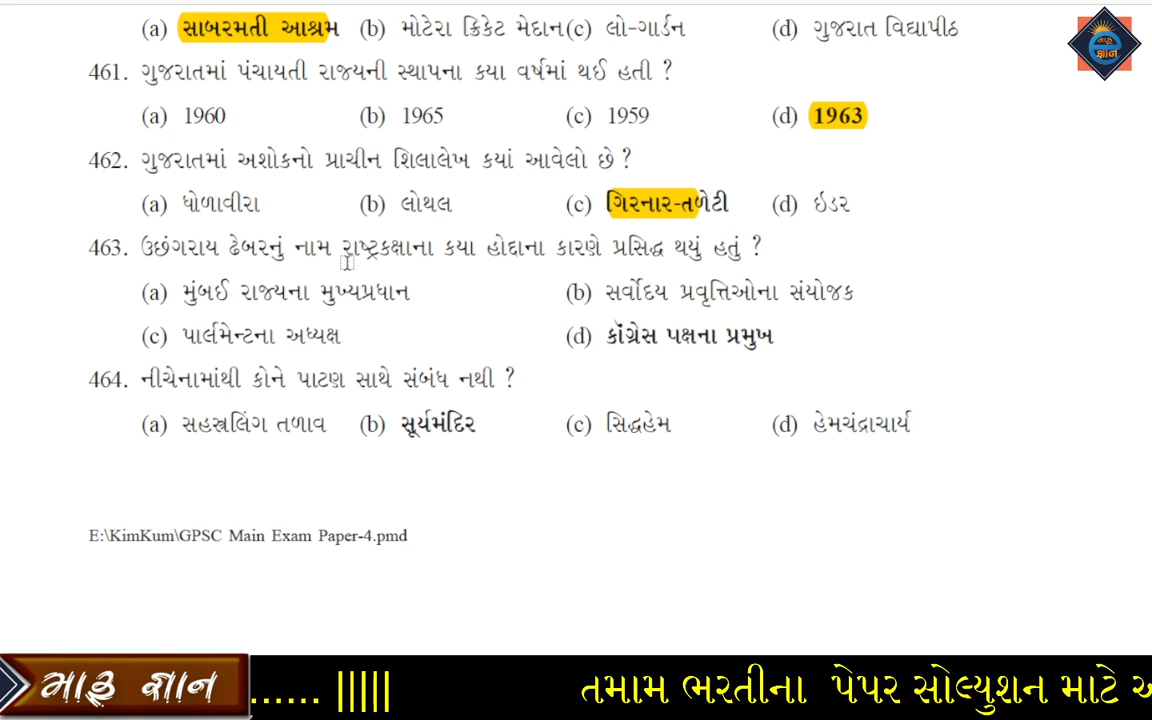 (a) સાબરમતી આશ્રમ (b) મોટેરા ક્રિકેટ મેદાન (c) લો-ગાર્ડન (d) ગુજરાત વિદ્યાપીઠ
461. ગુજરાતમાં પંચાયતી રાજ્યની સ્થાપના કયા વર્ષમાં થઈ હતી ?
(a) 1960 (b) 1965 (c) 1959 (d) 1963
462. ગુજરાતમાં અશોકનો પ્રાચીન શિલાલેખ કયાં આવેલો છે ?
(a) ધોળાવીરા (b) લોથલ (c) ગિરનાર-તળેટી (d) ઇડર
463. ઉછંગરાય ઢેબરનું નામ રાષ્ટ્રકક્ષાના કયા હોદ્દાના કારણે પ્રસિદ્ધ થયું હતું ?
(a) મુંબઈ રાજ્યના મુખ્યપ્રધાન (b) સર્વોદય પ્રવૃત્તિઓના સંયોજક
(c) પાર્લમેન્ટના અધ્યક્ષ (d) કૉંગ્રેસ પક્ષના પ્રમુખ
464. નીચેનામાંથી કોને પાટણ સાથે સંબંધ નથી ?
(a) સહસ્ત્રલિંગ તળાવ (b) સૂર્યમંદિર (c) સિદ્ધહેમ (d) હેમચંદ્રાચાર્ય
E:\KimKum\GPSC Main Exam Paper-4.pmd
મારૂ જ્ઞાન ...... ||||| તમામ ભરતીના પેપર સોલ્યુશન માટે